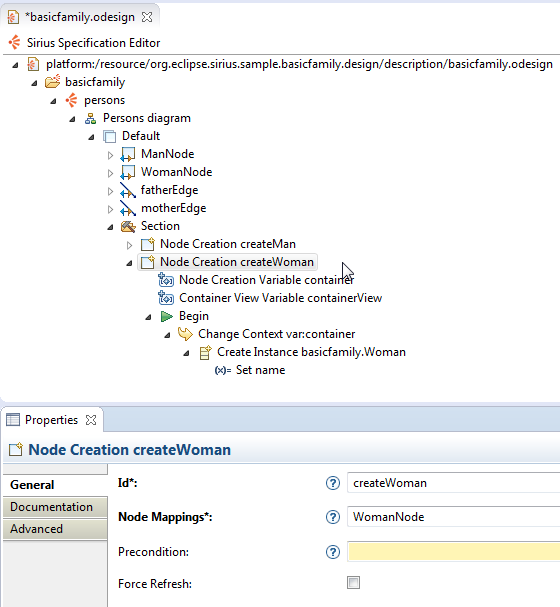 *basicfamily.odesign
Sirius Specification Editor
platform:/resource/org.eclipse.sirius.sample.basicfamily.design/description/basicfamily.odesign
basicfamily
persons
Persons diagram
Default
ManNode
WomanNode
fatherEdge
motherEdge
Section
Node Creation createMan
Node Creation createWoman
Node Creation Variable container
Container View Variable containerView
Begin
Change Context var:container
Create Instance basicfamily.Woman
(x)= Set name
Properties
Node Creation createWoman
General
Documentation
Advanced
Id*: ? createWoman
Node Mappings*: ? WomanNode
Precondition: ?
Force Refresh: ?